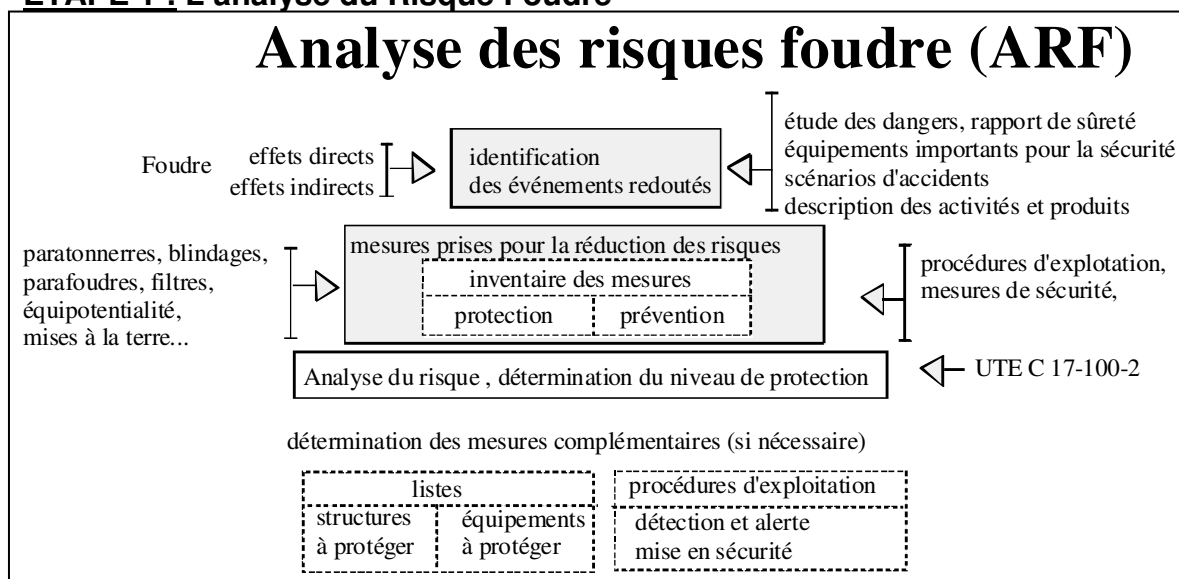 ETAPE 1 : L'analyse du Risque Foudre
Analyse des risques foudre (ARF)
Foudre
effets directs
effets indirects
identification
des événements redoutés
étude des dangers, rapport de sûreté
équipements importants pour la sécurité
scénarios d'accidents
description des activités et produits
paratonnerres, blindages,
parafoudres, filtres,
équipotentialité,
mises à la terre...
mesures prises pour la réduction des risques
inventaire des mesures
protection
prévention
procédures d'explotation,
mesures de sécurité,
Analyse du risque , détermination du niveau de protection
UTE C 17-100-2
détermination des mesures complémentaires (si nécessaire)
listes
structures
à protéger
équipements
à protéger
procédures d'exploitation
détection et alerte
mise en sécurité